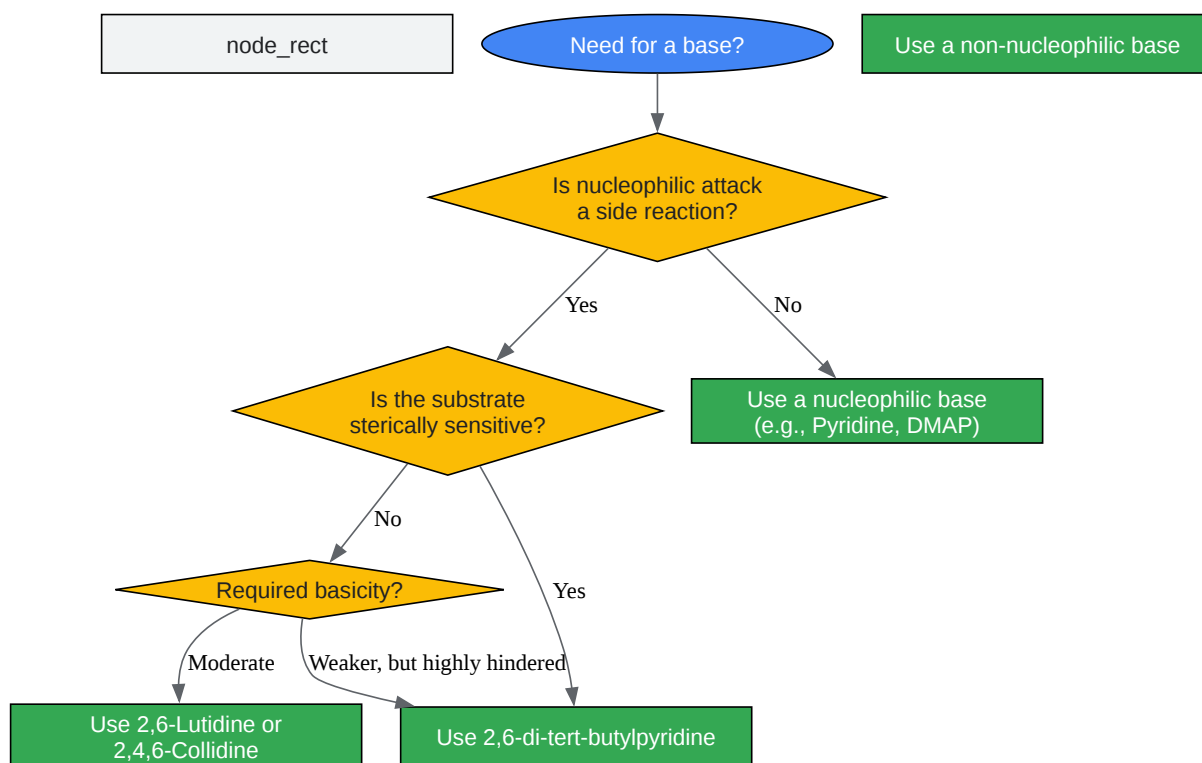 node_rect
Need for a base?
Use a non-nucleophilic base
Is nucleophilic attack
a side reaction?
Yes
No
Is the substrate
sterically sensitive?
Use a nucleophilic base
(e.g., Pyridine, DMAP)
No
Required basicity?
Yes
Moderate
Weaker, but highly hindered
Use 2,6-Lutidine or
2,4,6-Collidine
Use 2,6-di-tert-butylpyridine